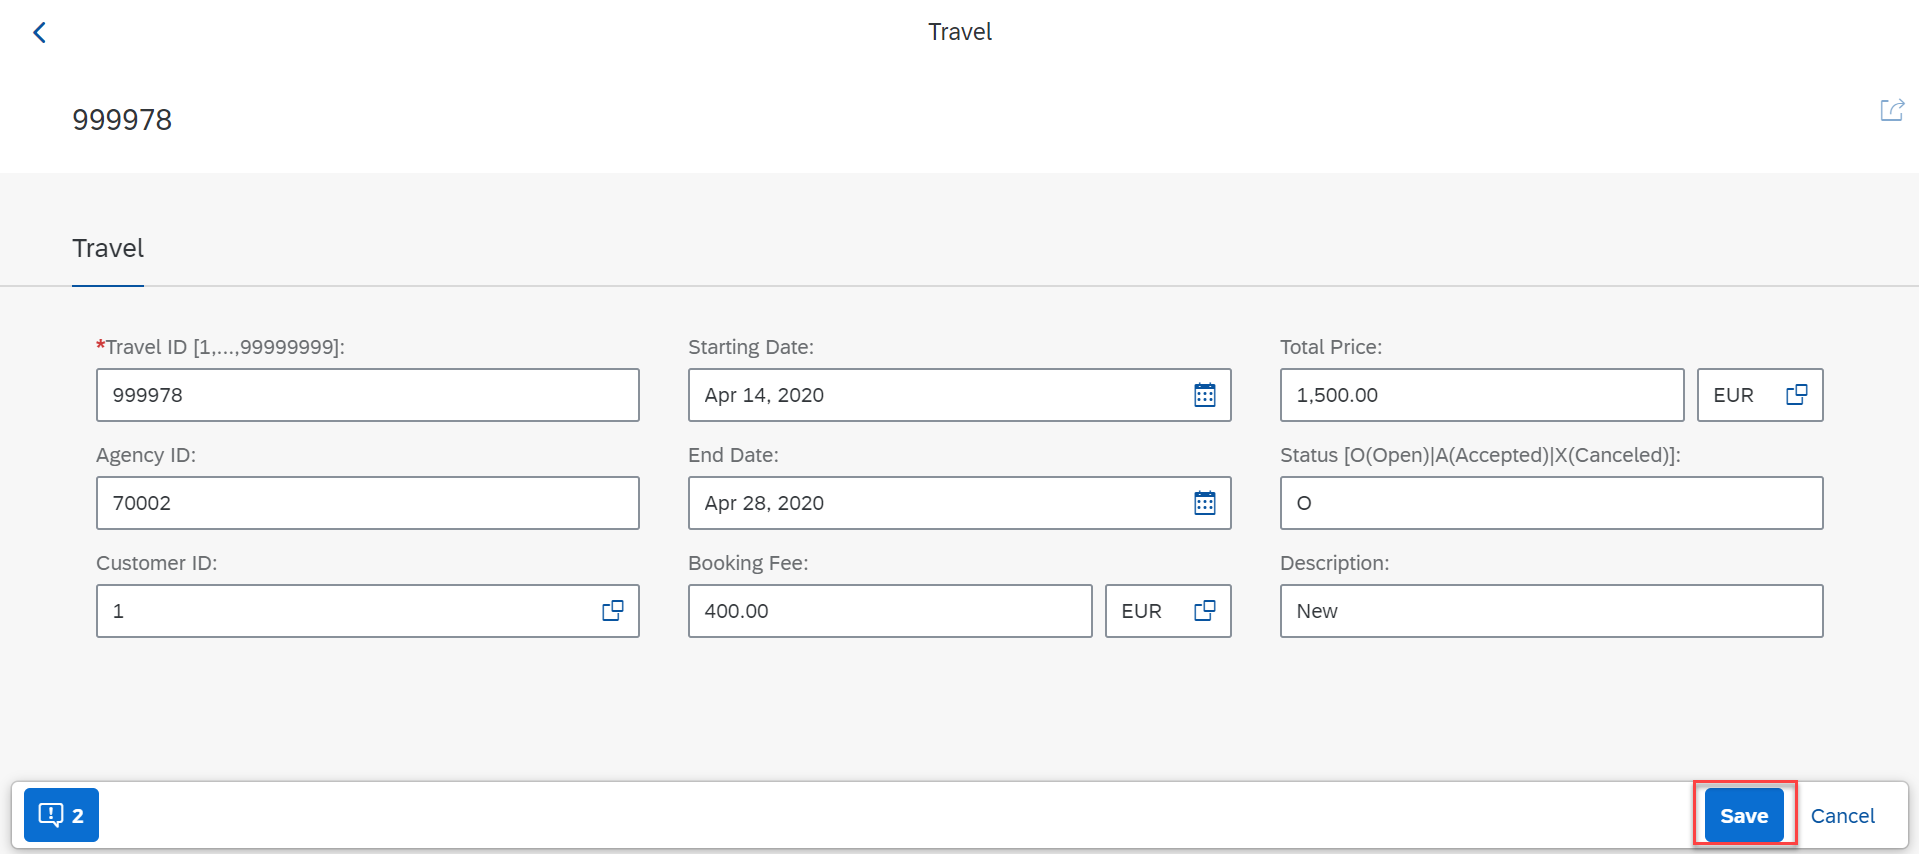 Travel
999978
Travel
*Travel ID [1,...,99999999]:
999978
Starting Date:
Apr 14, 2020
Total Price:
1,500.00
EUR
Agency ID:
70002
End Date:
Apr 28, 2020
Status [O(Open)|A(Accepted)|X(Canceled)]:
O
Customer ID:
1
Booking Fee:
400.00
EUR
Description:
New
2
Save
Cancel